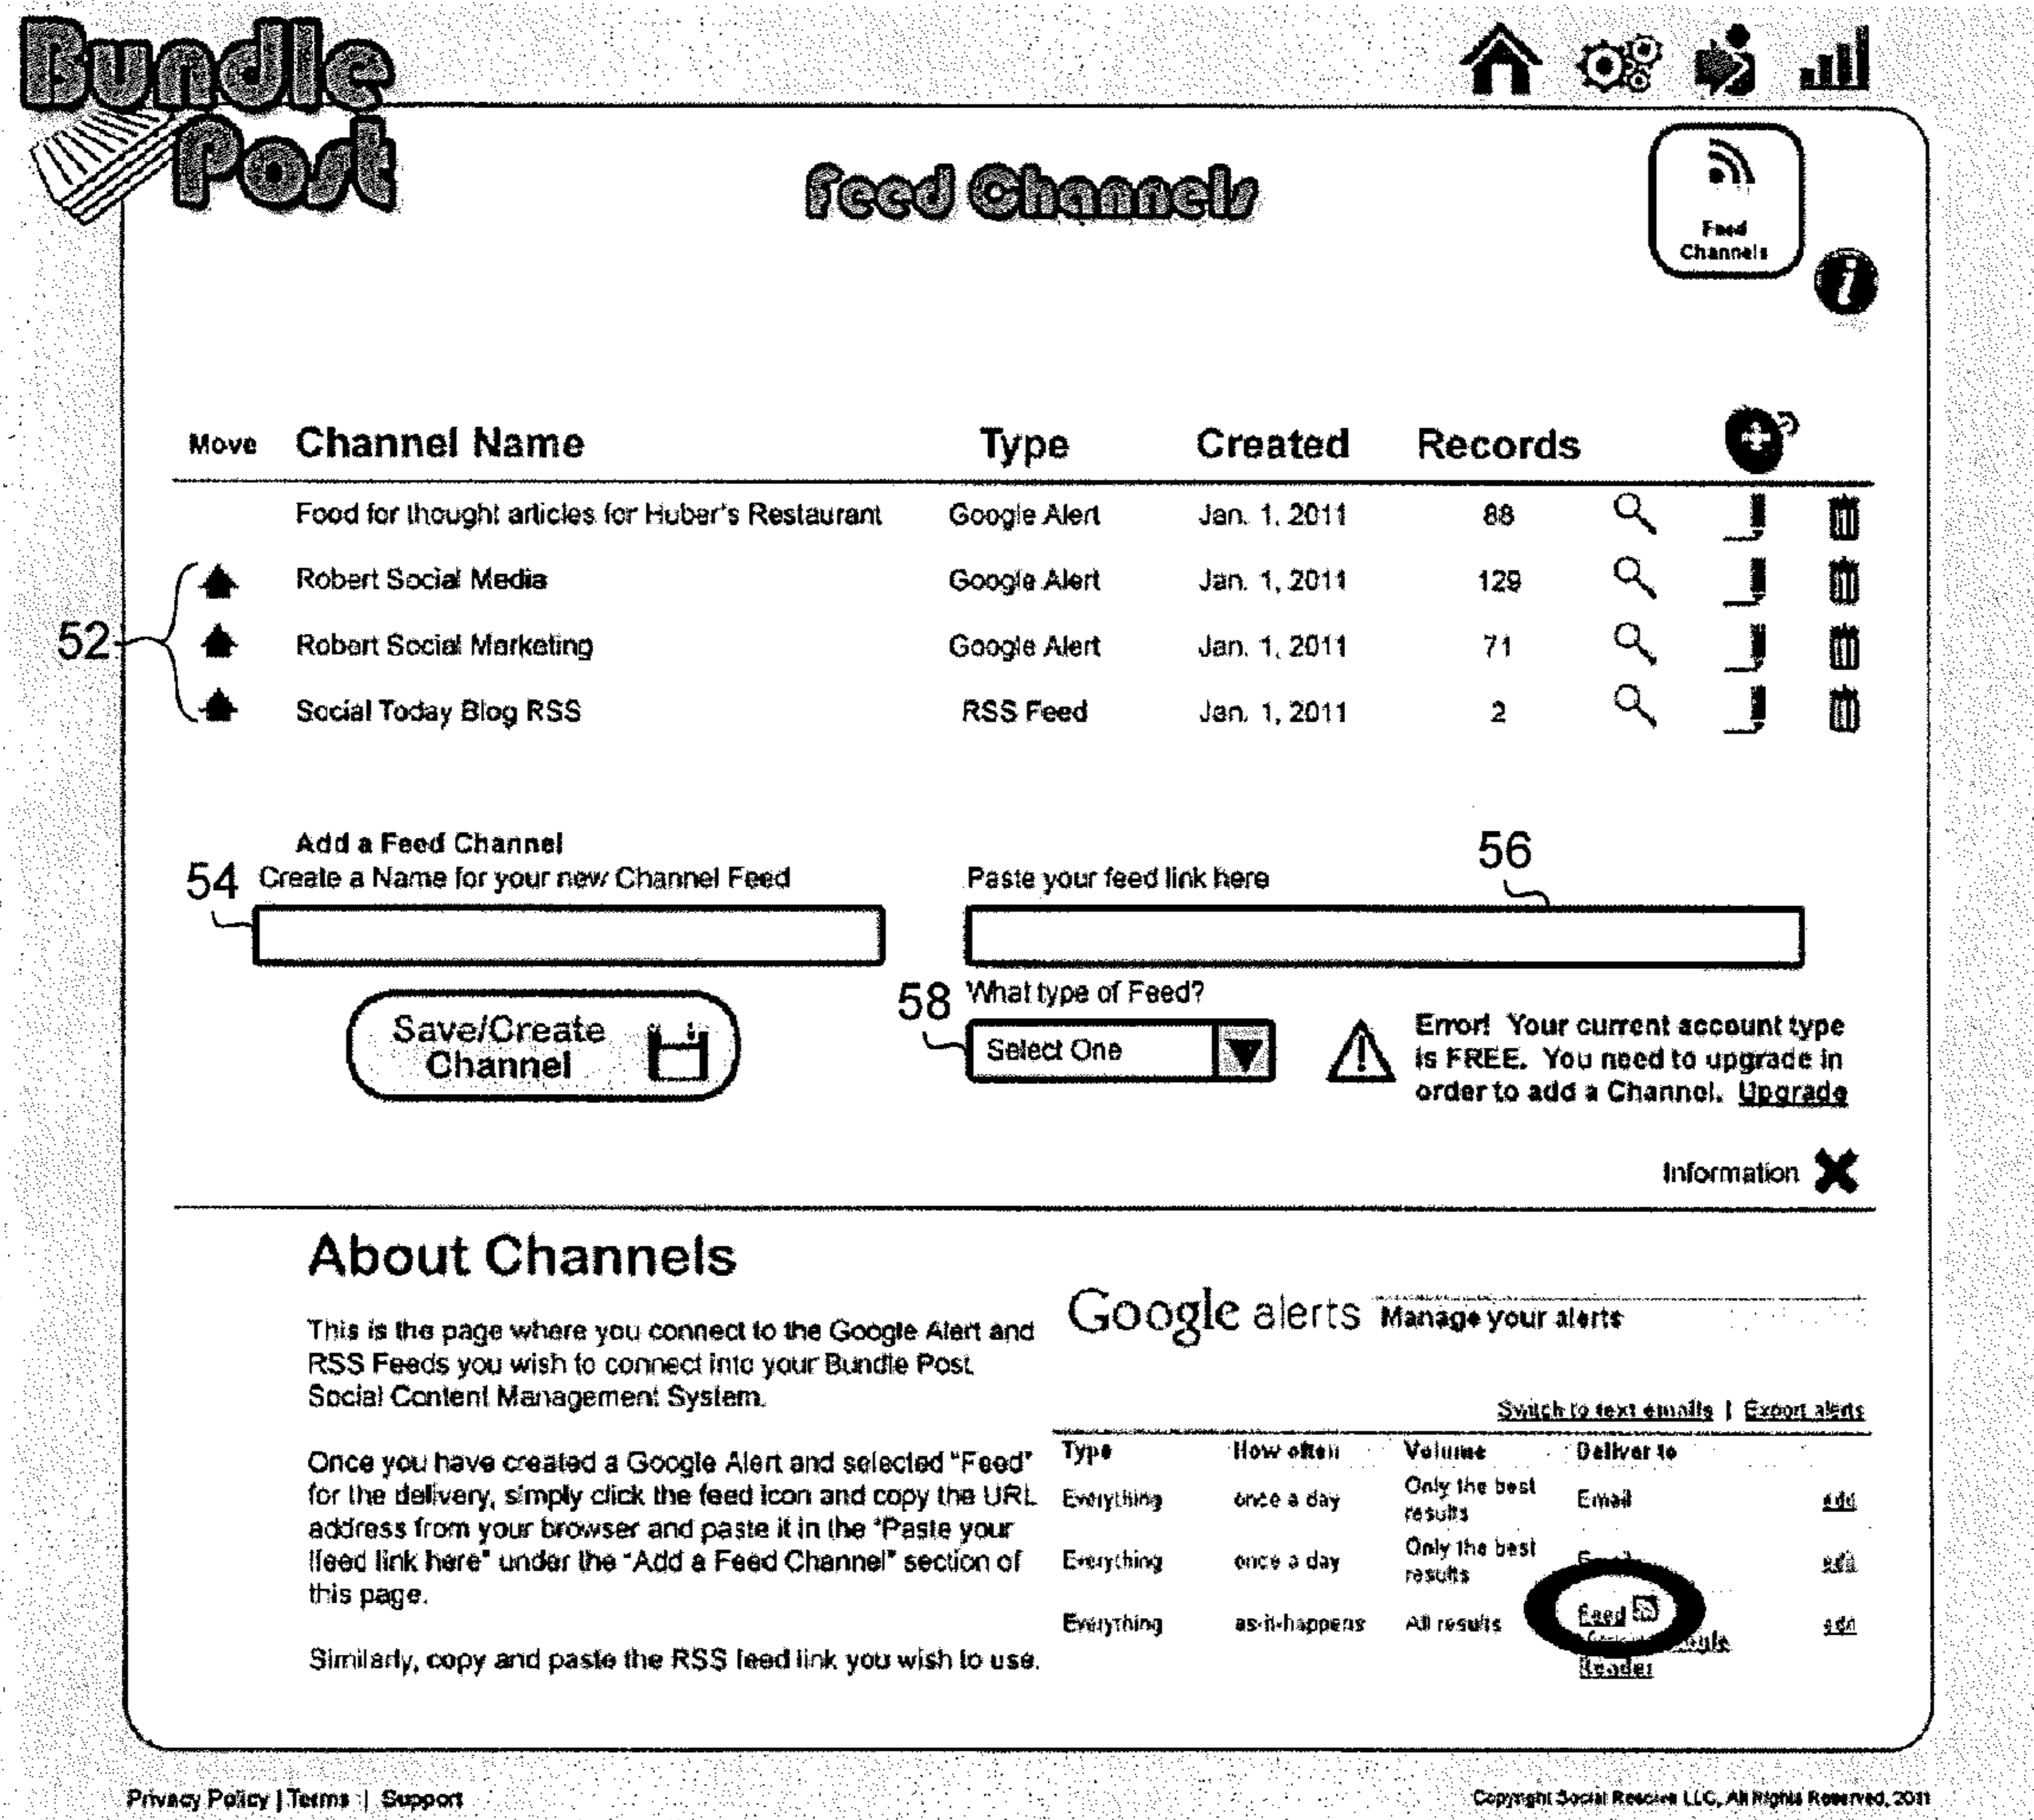 Bundle
Post
Feed Channels
Feed
Channels
i
Move Channel Name Type Created Records
Food for thought articles for Huber's Restaurant Google Alert Jan. 1, 2011 88
Robert Social Media Google Alert Jan. 1, 2011 129
52
Robert Social Marketing Google Alert Jan. 1, 2011 71
Social Today Blog RSS RSS Feed Jan. 1, 2011 2
Add a Feed Channel
56
54 Create a Name for your new Channel Feed Paste your feed link here
58 What type of Feed?
Save/Create
Channel
Select One
Error! Your current account type
is FREE. You need to upgrade in
order to add a Channel. Upgrade
Information
About Channels
This is the page where you connect to the Google Alert and
RSS Feeds you wish to connect into your Bundle Post
Social Content Management System.
Once you have created a Google Alert and selected "Feed"
for the delivery, simply click the feed icon and copy the URL
address from your browser and paste it in the "Paste your
lfeed link here" under the "Add a Feed Channel" section of
this page.
Similarly, copy and paste the RSS feed link you wish to use.
Google alerts Manage your alerts
Switch to text emails | Export alerts
Type How often Volume Deliver to
Everything once a day Only the best
results Email
Everything once a day Only the best
results
Everything as-it-happens All results Feed
Reader
Privacy Policy | Terms | Support
Copyright Social LLC, All Rights Reserved, 2011